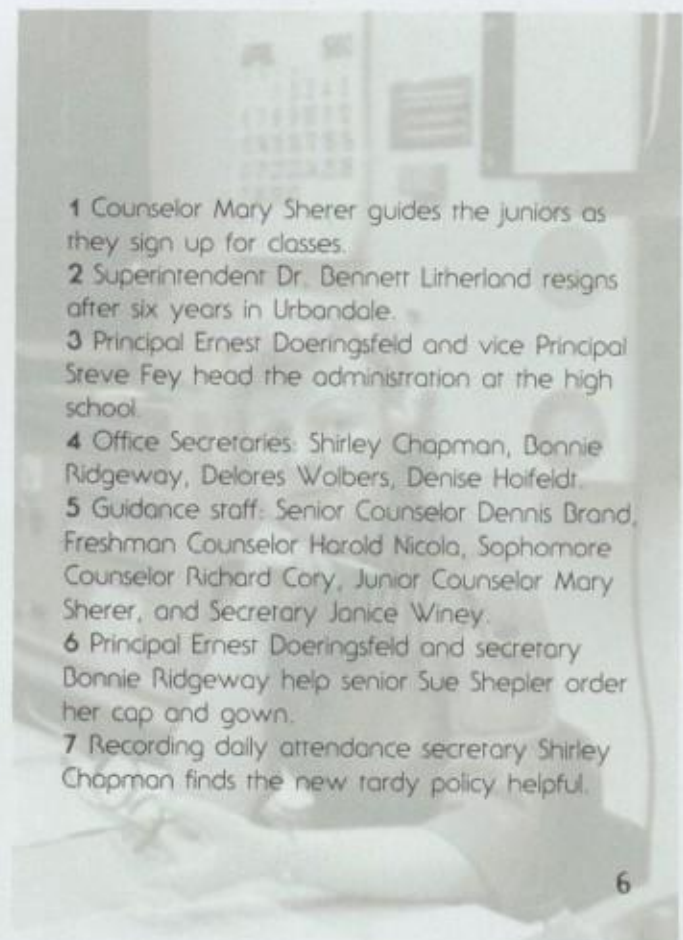 1 Counselor Mary Sherer guides the juniors as
they sign up for classes.
2 Superintendent Dr. Bennett Litherland resigns
after six years in Urbandale.
3 Principal Ernest Doeringsfeld and vice Principal
Steve Fey head the administration at the high
school.
4 Office Secretaries: Shirley Chapman, Bonnie
Ridgeway, Delores Wolbers, Denise Hoifeldt.
5 Guidance staff: Senior Counselor Dennis Brand,
Freshman Counselor Harold Nicola, Sophomore
Counselor Richard Cory, Junior Counselor Mary
Sherer, and Secretary Janice Winey.
6 Principal Ernest Doeringsfeld and secretary
Bonnie Ridgeway help senior Sue Shepler order
her cap and gown.
7 Recording daily attendance secretary Shirley
Chapman finds the new tardy policy helpful.
6